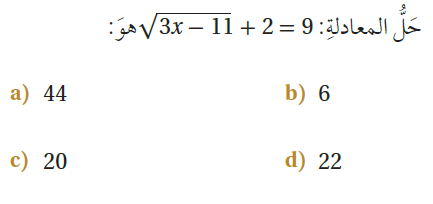 حَلُّ المعادلةِ: √(3x − 11) + 2 = 9 هوَ:
a) 44 b) 6
c) 20 d) 22